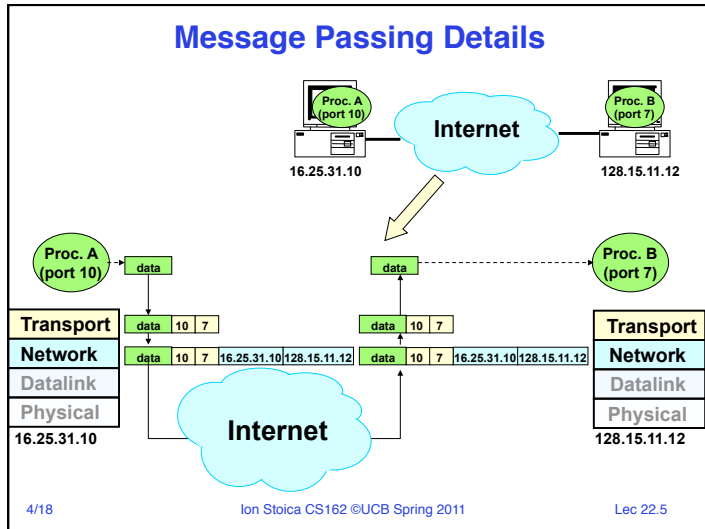 Message Passing Details
Proc. A
(port 10)
Internet
Proc. B
(port 7)
16.25.31.10
128.15.11.12
Proc. A
(port 10)
data
data
Proc. B
(port 7)
Transport
Network
Datalink
Physical
16.25.31.10
data 10 7
data 10 7 16.25.31.10 128.15.11.12
data 10 7
data 10 7 16.25.31.10 128.15.11.12
Internet
Transport
Network
Datalink
Physical
128.15.11.12
4/18
Ion Stoica CS162 ©UCB Spring 2011
Lec 22.5